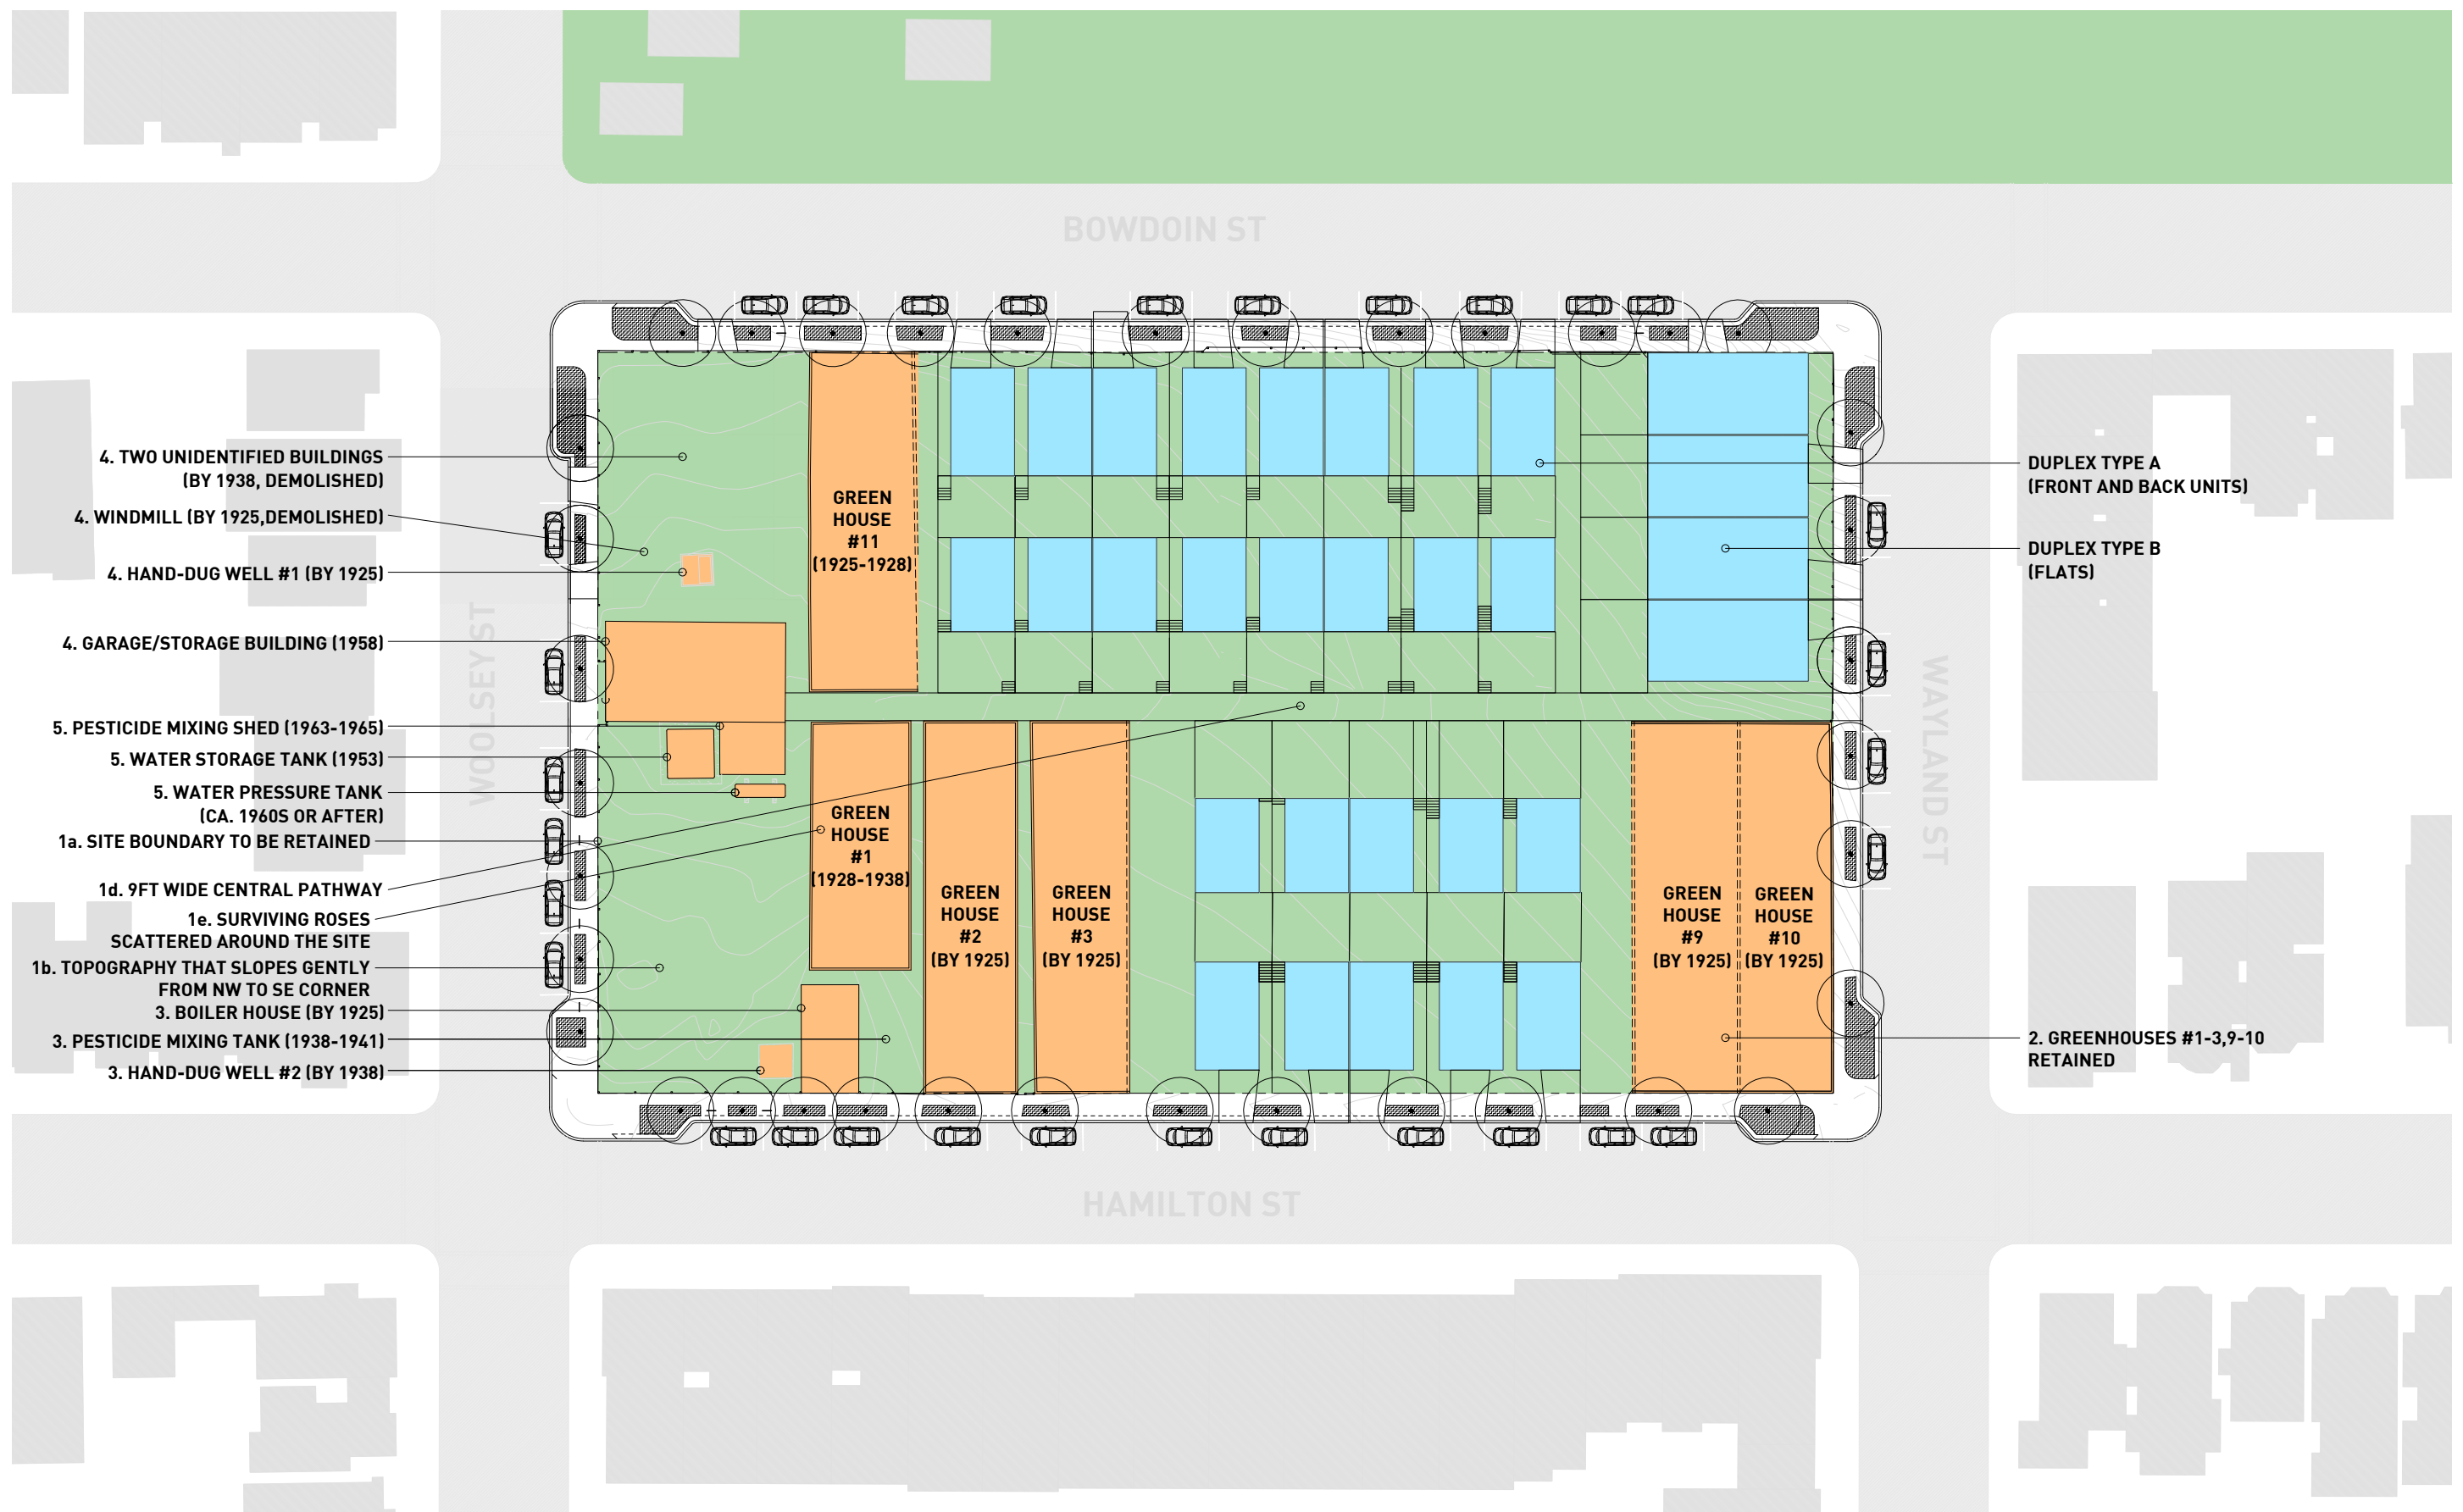 BOWDOIN ST
4. TWO UNIDENTIFIED BUILDINGS
(BY 1938, DEMOLISHED)
4. WINDMILL (BY 1925,DEMOLISHED)
4. HAND-DUG WELL #1 (BY 1925)
4. GARAGE/STORAGE BUILDING (1958)
5. PESTICIDE MIXING SHED (1963-1965)
5. WATER STORAGE TANK (1953)
5. WATER PRESSURE TANK
(CA. 1960S OR AFTER)
1a. SITE BOUNDARY TO BE RETAINED
1d. 9FT WIDE CENTRAL PATHWAY
1e. SURVIVING ROSES
SCATTERED AROUND THE SITE
1b. TOPOGRAPHY THAT SLOPES GENTLY
FROM NW TO SE CORNER
3. BOILER HOUSE (BY 1925)
3. PESTICIDE MIXING TANK (1938-1941)
3. HAND-DUG WELL #2 (BY 1938)
WOOLSEY ST
GREEN
HOUSE
#11
(1925-1928)
GREEN
HOUSE
#1
(1928-1938)
GREEN
HOUSE
#2
(BY 1925)
GREEN
HOUSE
#3
(BY 1925)
GREEN
HOUSE
#9
(BY 1925)
GREEN
HOUSE
#10
(BY 1925)
WAYLAND ST
DUPLEX TYPE A
(FRONT AND BACK UNITS)
DUPLEX TYPE B
(FLATS)
2. GREENHOUSES #1-3,9-10
RETAINED
HAMILTON ST